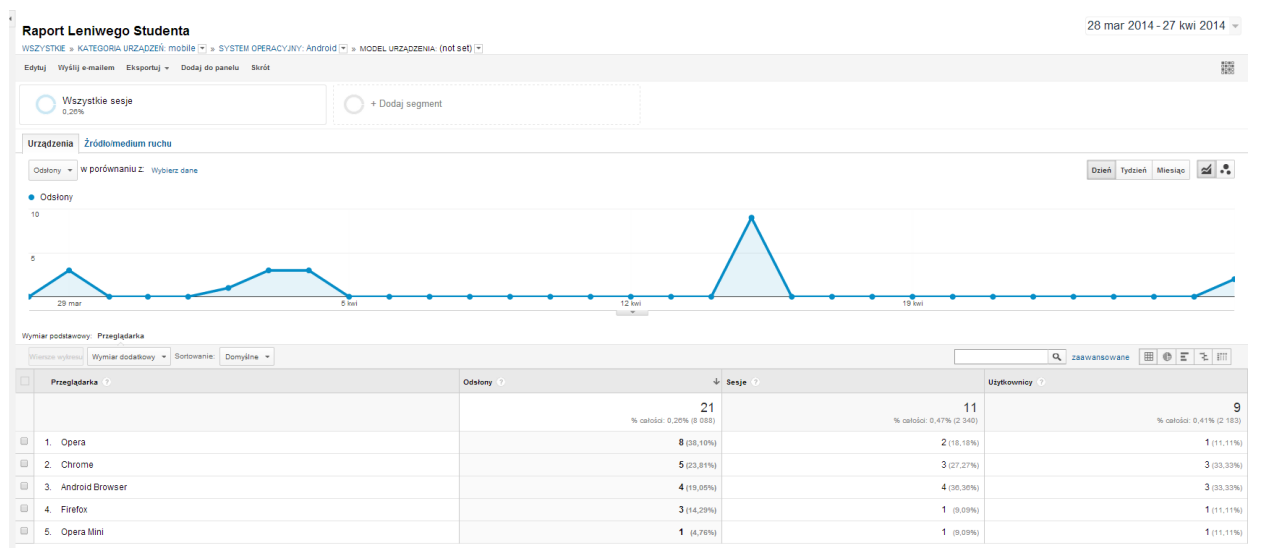 Raport Leniwego Studenta
28 mar 2014 - 27 kwi 2014
WSZYSTKIE » KATEGORIA URZĄDZEŃ: mobile » SYSTEM OPERACYJNY: Android » MODEL URZĄDZENIA: (not set)
Edytuj Wyślij e-mailem Eksportuj Dodaj do panelu Skrót
Wszystkie sesje
0,26%
+ Dodaj segment
Urządzenia Źródło/medium ruchu
Odsłony w porównaniu z: Wybierz dane
Dzień Tydzień Miesiąc
Odsłony
10
5
29 mar 5 kwi 12 kwi 19 kwi
Wymiar podstawowy: Przeglądarka
Wiersze wykresu Wymiar dodatkowy Sortowanie: Domyślne zaawansowane
Przeglądarka ? Odsłony ? Sesje ? Użytkownicy ?
21 11 9
% całości: 0,26% (8 088) % całości: 0,47% (2 340) % całości: 0,41% (2 183)
1. Opera 8 (38,10%) 2 (18,18%) 1 (11,11%)
2. Chrome 5 (23,81%) 3 (27,27%) 3 (33,33%)
3. Android Browser 4 (19,05%) 4 (36,36%) 3 (33,33%)
4. Firefox 3 (14,29%) 1 (9,09%) 1 (11,11%)
5. Opera Mini 1 (4,76%) 1 (9,09%) 1 (11,11%)